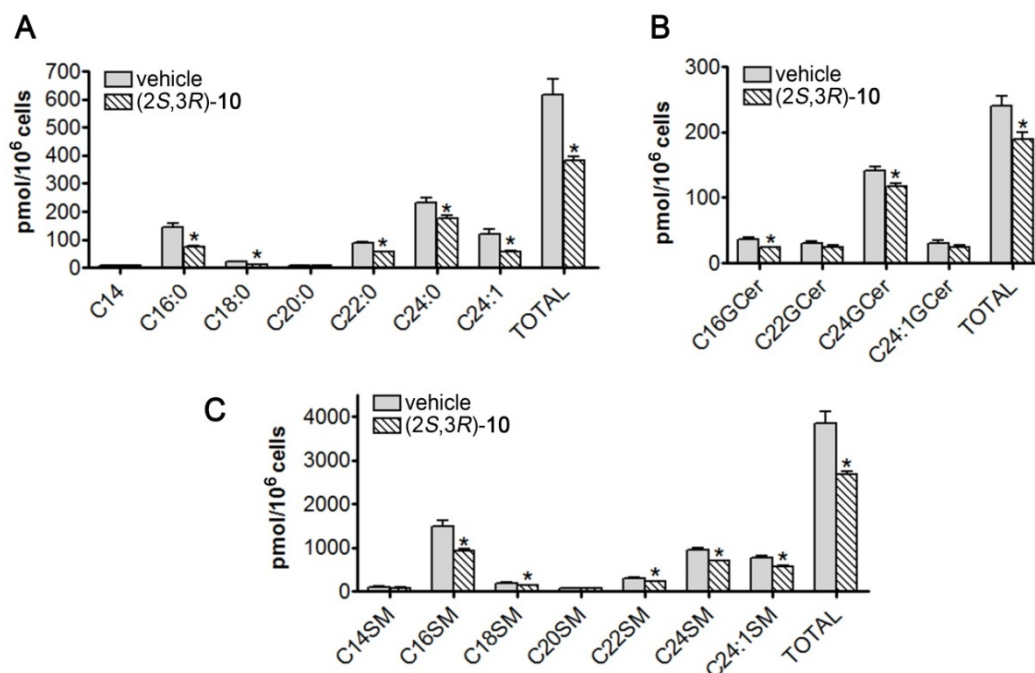 A
pmol/10⁶ cells
700
600
500
400
300
200
100
0
vehicle
(2S,3R)-10
*
*
*
*
*
*
C14
C16:0
C18:0
C20:0
C22:0
C24:0
C24:1
TOTAL
B
pmol/10⁶ cells
300
200
100
0
vehicle
(2S,3R)-10
*
*
*
C16GCer
C22GCer
C24GCer
C24:1GCer
TOTAL
C
pmol/10⁶ cells
4000
3000
2000
1000
0
vehicle
(2S,3R)-10
*
*
*
*
*
*
C14SM
C16SM
C18SM
C20SM
C22SM
C24SM
C24:1SM
TOTAL